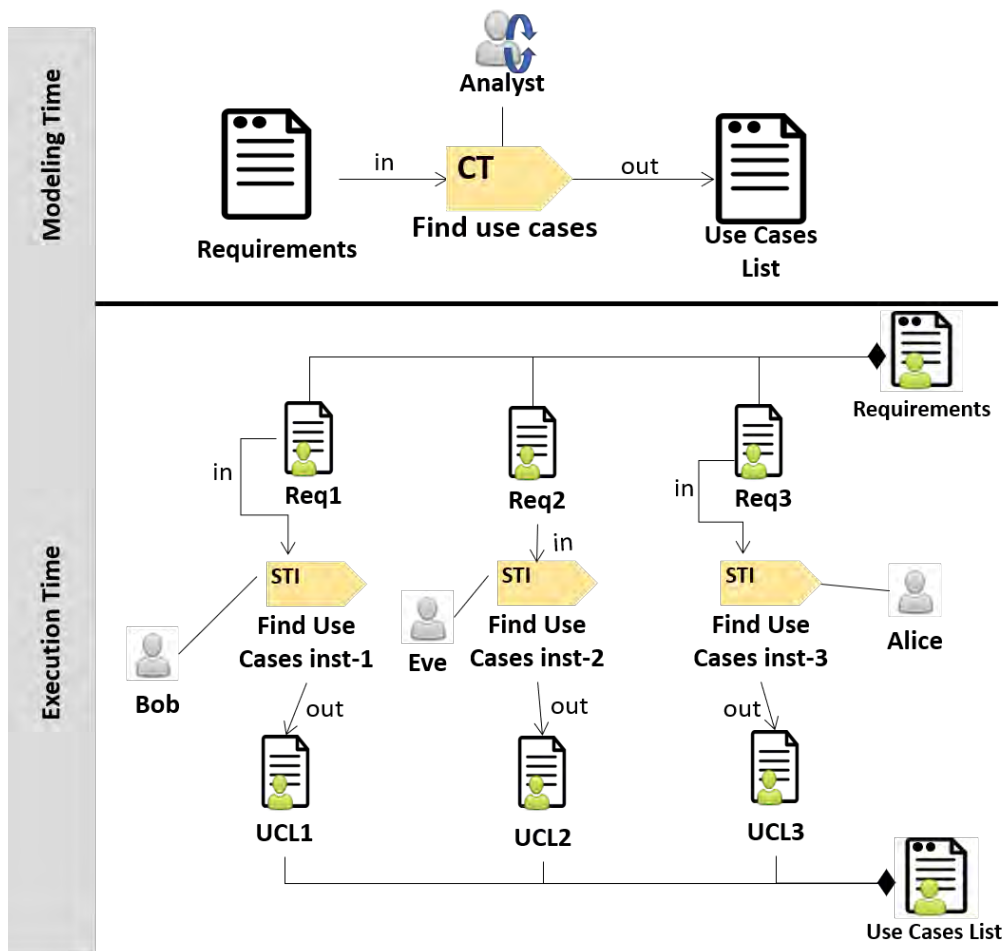 Modeling Time
Analyst
in
CT
out
Requirements
Find use cases
Use Cases
List
Execution Time
Requirements
Req1
Req2
Req3
in
in
in
STI
STI
STI
Find Use
Cases inst-1
Find Use
Cases inst-2
Find Use
Cases inst-3
Bob
Eve
Alice
out
out
out
UCL1
UCL2
UCL3
Use Cases List